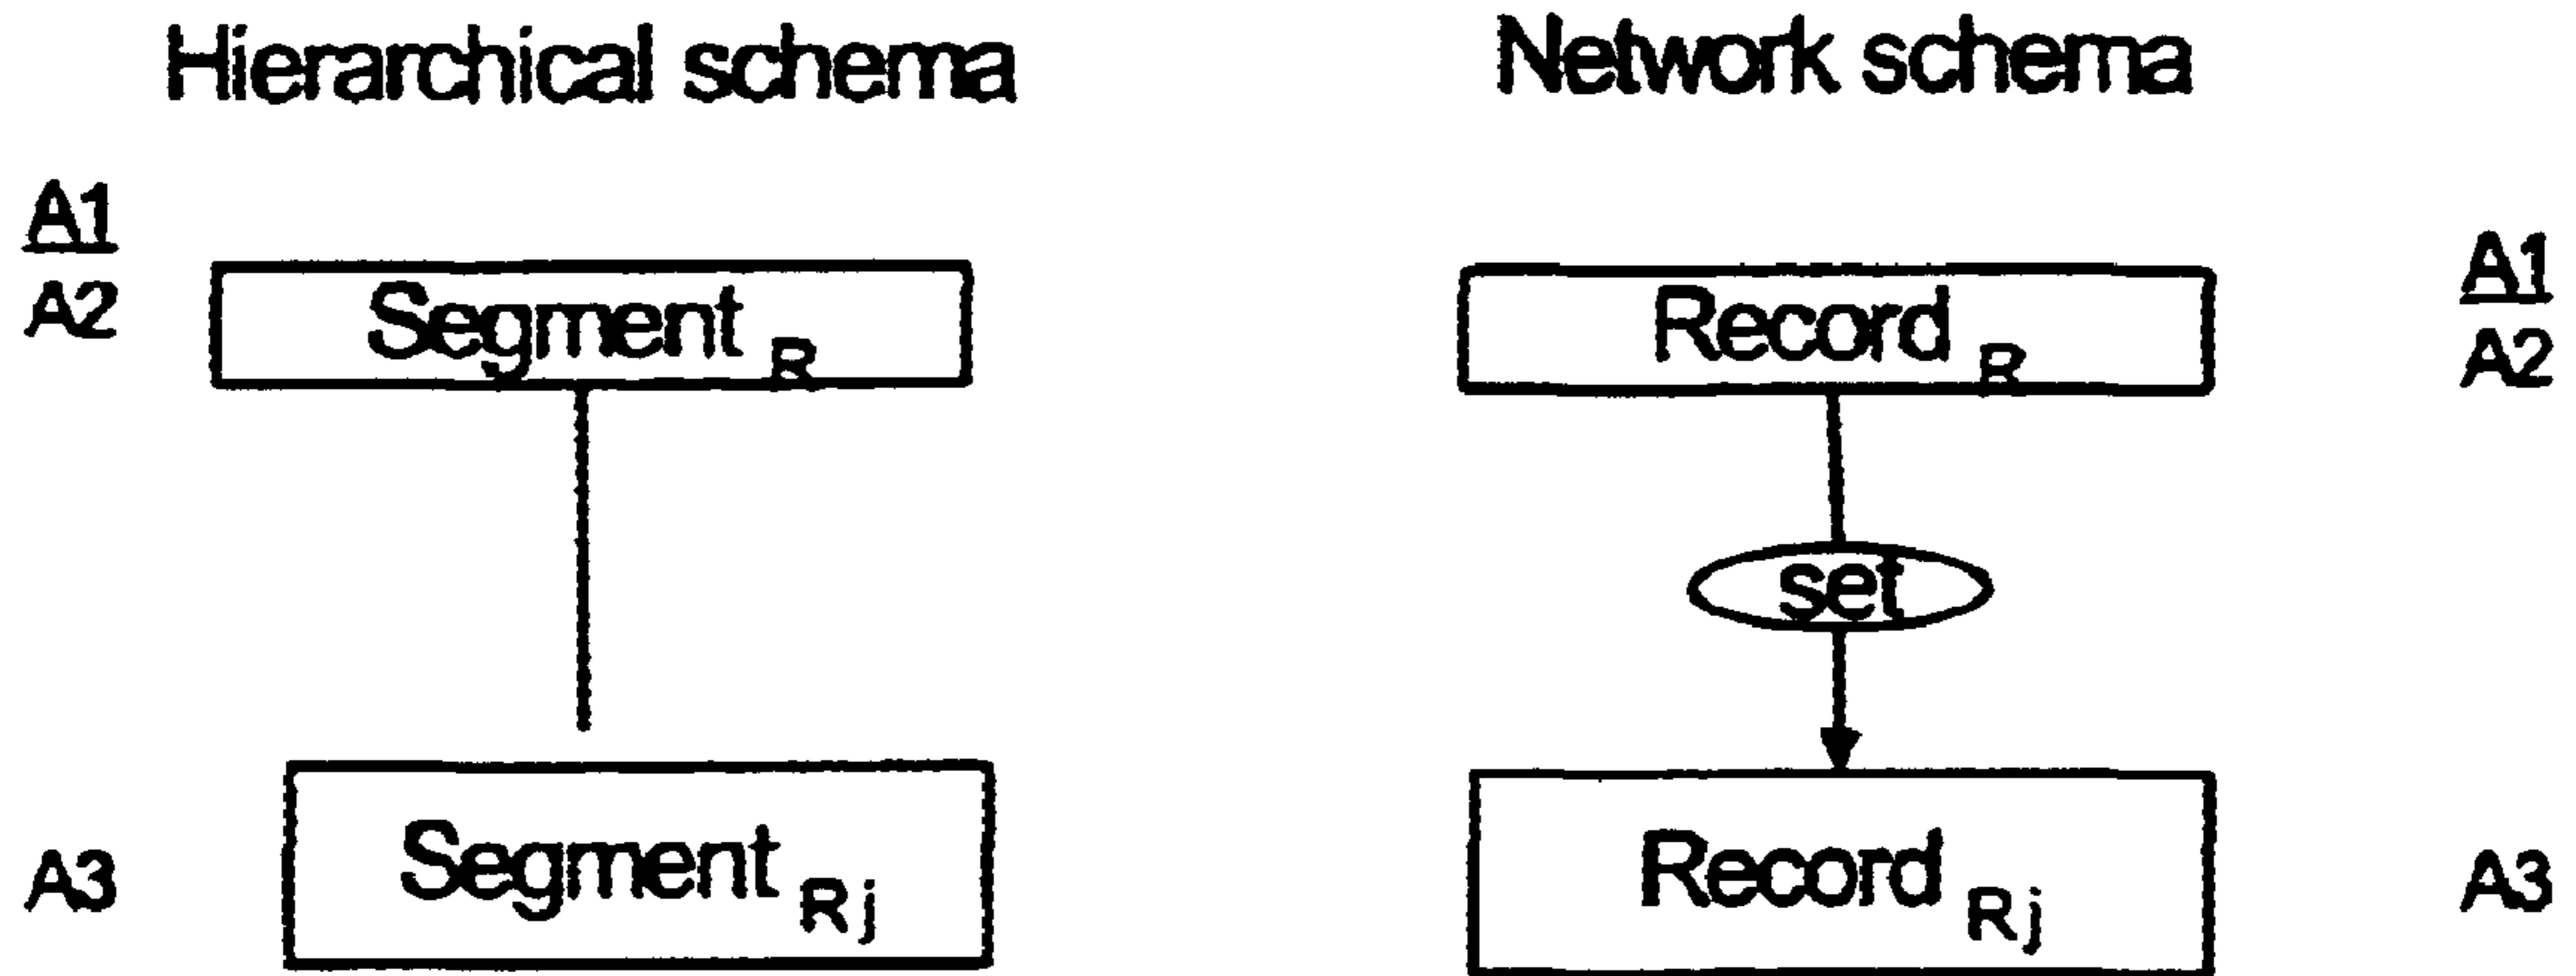 Hierarchical schema
Network schema
A1
A2
Segment R
Record R
A1
A2
set
A3
Segment Rj
Record Rj
A3